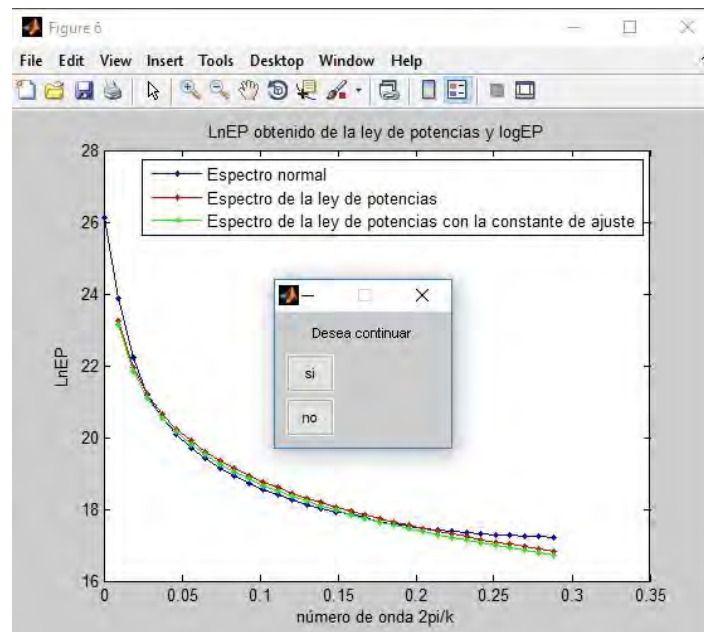 Figure 6
File Edit View Insert Tools Desktop Window Help
LnEP obtenido de la ley de potencias y logEP
28
26
24
22
20
18
16
LnEP
Espectro normal
Espectro de la ley de potencias
Espectro de la ley de potencias con la constante de ajuste
Desea continuar
si
no
0 0.05 0.1 0.15 0.2 0.25 0.3 0.35
número de onda 2pi/k